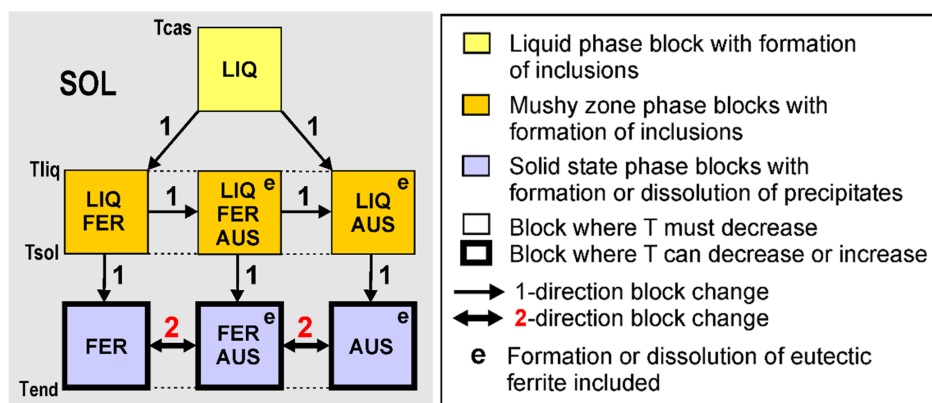 Tcas
LIQ
SOL
1
1
Tliq
LIQ
FER
1
LIQ e
FER
AUS
1
LIQ e
AUS
Tsol
1
1
1
FER
2
FER e
AUS
2
AUS e
Tend
Liquid phase block with formation
of inclusions
Mushy zone phase blocks with
formation of inclusions
Solid state phase blocks with
formation or dissolution of precipitates
Block where T must decrease
Block where T can decrease or increase
1-direction block change
2-direction block change
e Formation or dissolution of eutectic
ferrite included